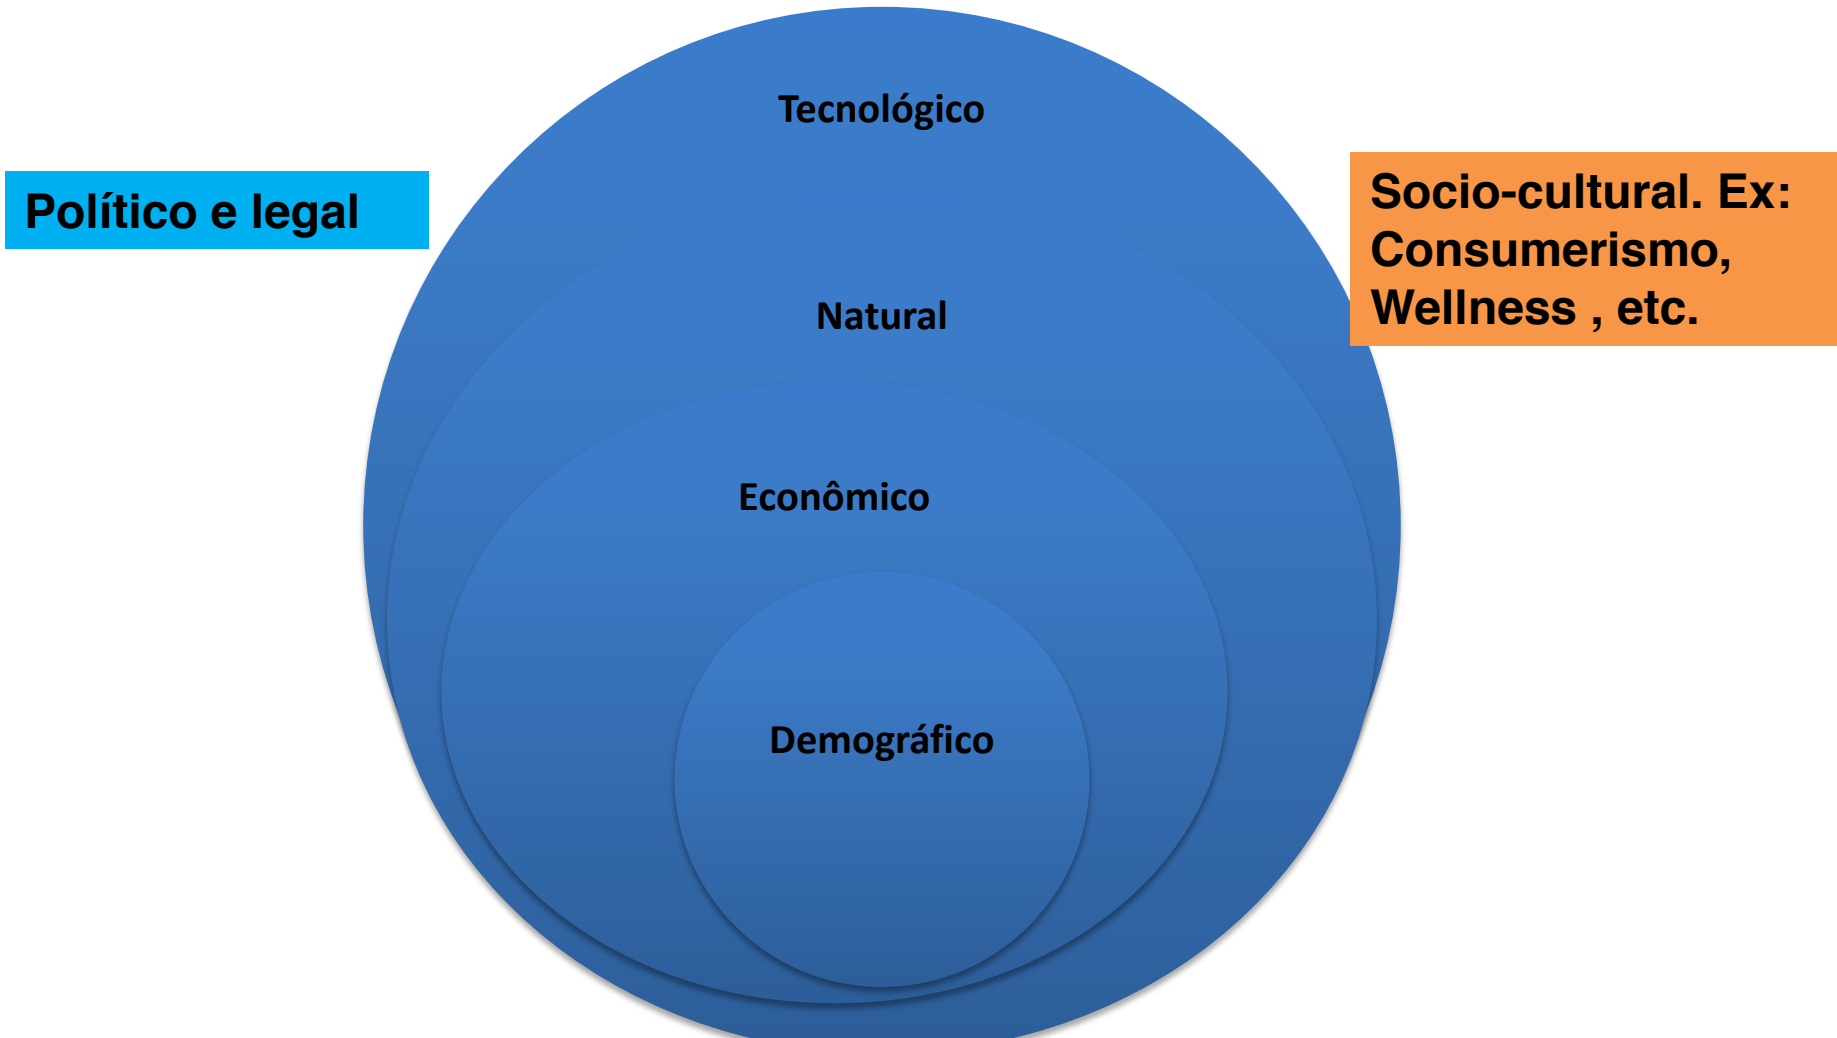 Tecnológico
Político e legal
Socio-cultural. Ex:
Consumerismo,
Wellness , etc.
Natural
Econômico
Demográfico